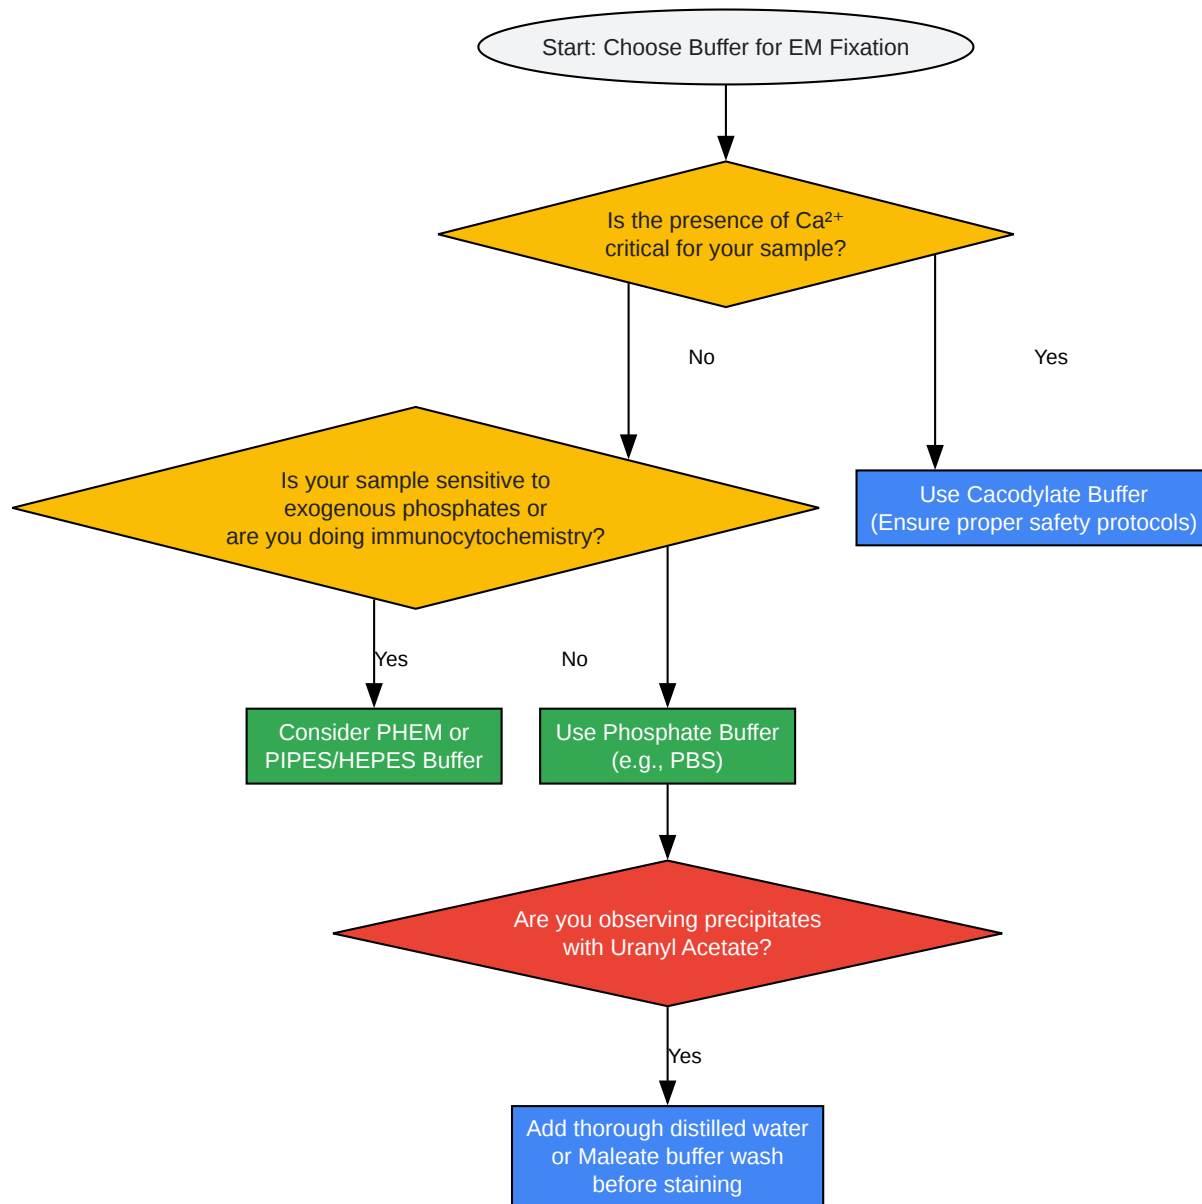 Start: Choose Buffer for EM Fixation
Is the presence of Ca²⁺
critical for your sample?
No
Yes
Is your sample sensitive to
exogenous phosphates or
are you doing immunocytochemistry?
Use Cacodylate Buffer
(Ensure proper safety protocols)
Yes
No
Consider PHEM or
PIPES/HEPES Buffer
Use Phosphate Buffer
(e.g., PBS)
Are you observing precipitates
with Uranyl Acetate?
Yes
Add thorough distilled water
or Maleate buffer wash
before staining